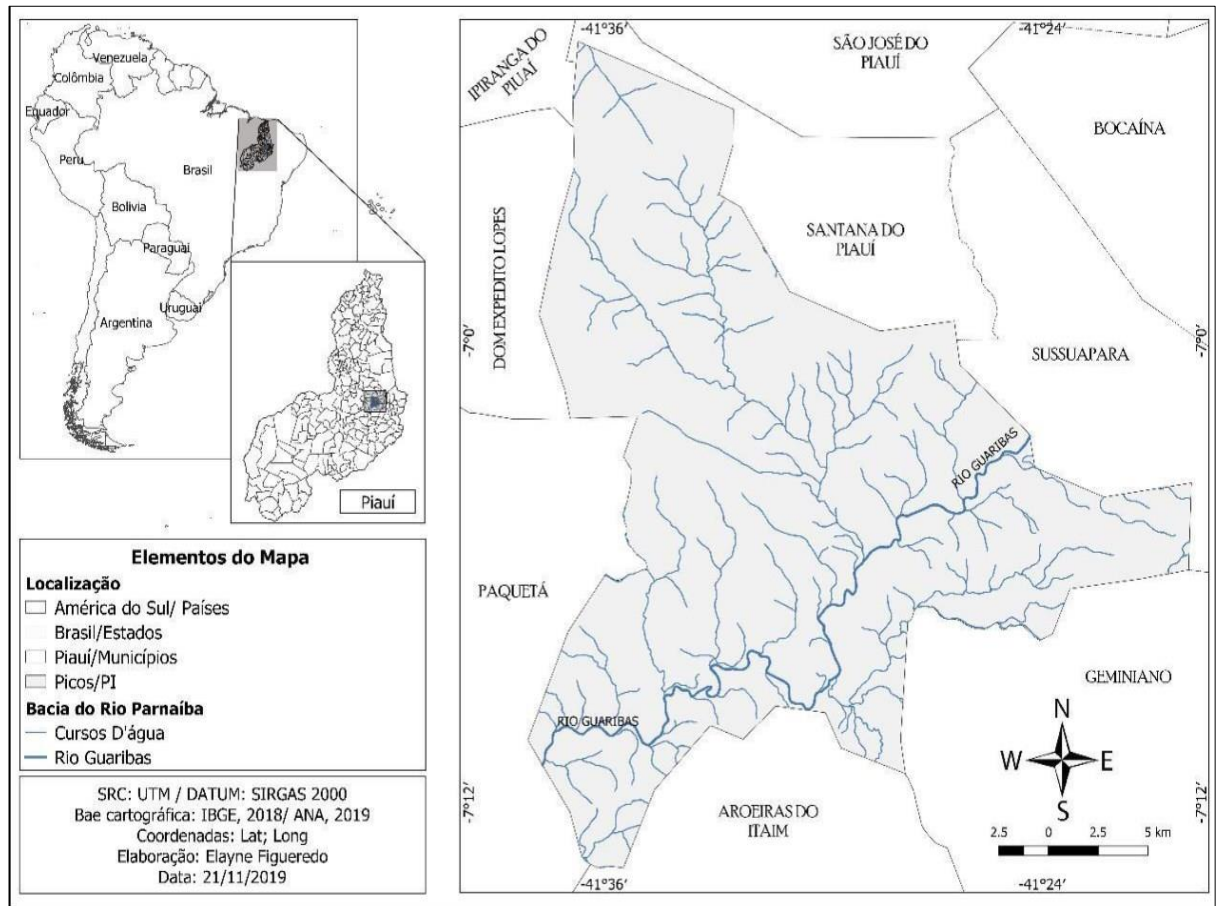 Venezuela
Colômbia
Equador
Peru
Brasil
Bolivia
Paraguai
Uruguai
Argentina
Piauí
Elementos do Mapa
Localização
América do Sul/ Países
Brasil/Estados
Piauí/Municípios
Picos/PI
Bacia do Rio Parnaíba
Cursos D'água
Rio Guaribas
SRC: UTM / DATUM: SIRGAS 2000
Bae cartográfica: IBGE, 2018/ ANA, 2019
Coordenadas: Lat; Long
Elaboração: Elayne Figueredo
Data: 21/11/2019
-41°36'
-41°24'
IPIRANGA DO
PIUAÍ
SÃO JOSÉ DO
PIAUÍ
BOCAÍNA
DOM EXPEDITO LOPES
SANTANA DO
PIAUÍ
-7°0'
-7°0'
SUSSUAPARA
RIO GUARIBAS
PAQUETÁ
GEMINIANO
RIO GUARIBAS
AROEIRAS DO
ITAIM
N
W
E
S
-7°12'
-7°12'
2.5 0 2.5 5 km
-41°36'
-41°24'